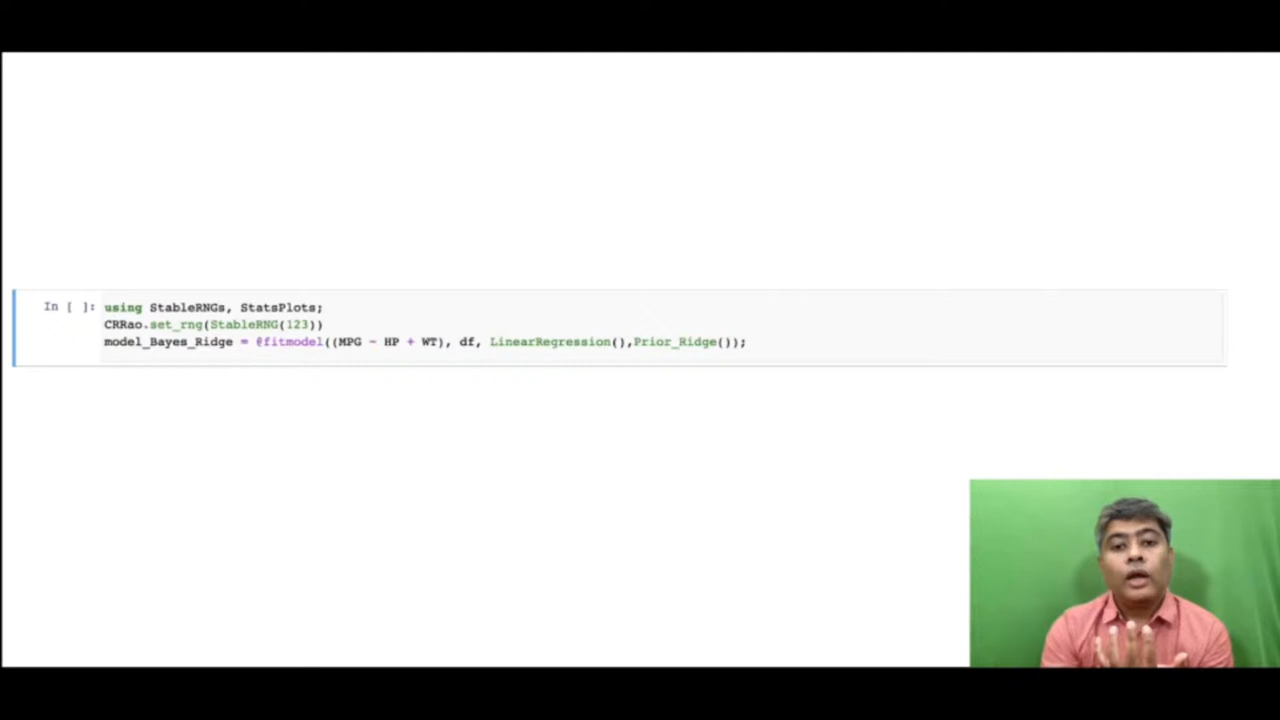 In [ ]: using StableRNGs, StatsPlots;
CRRao.set_rng(StableRNG(123))
model_Bayes_Ridge = @fitmodel((MPG ~ HP + WT), df, LinearRegression(),Prior_Ridge());